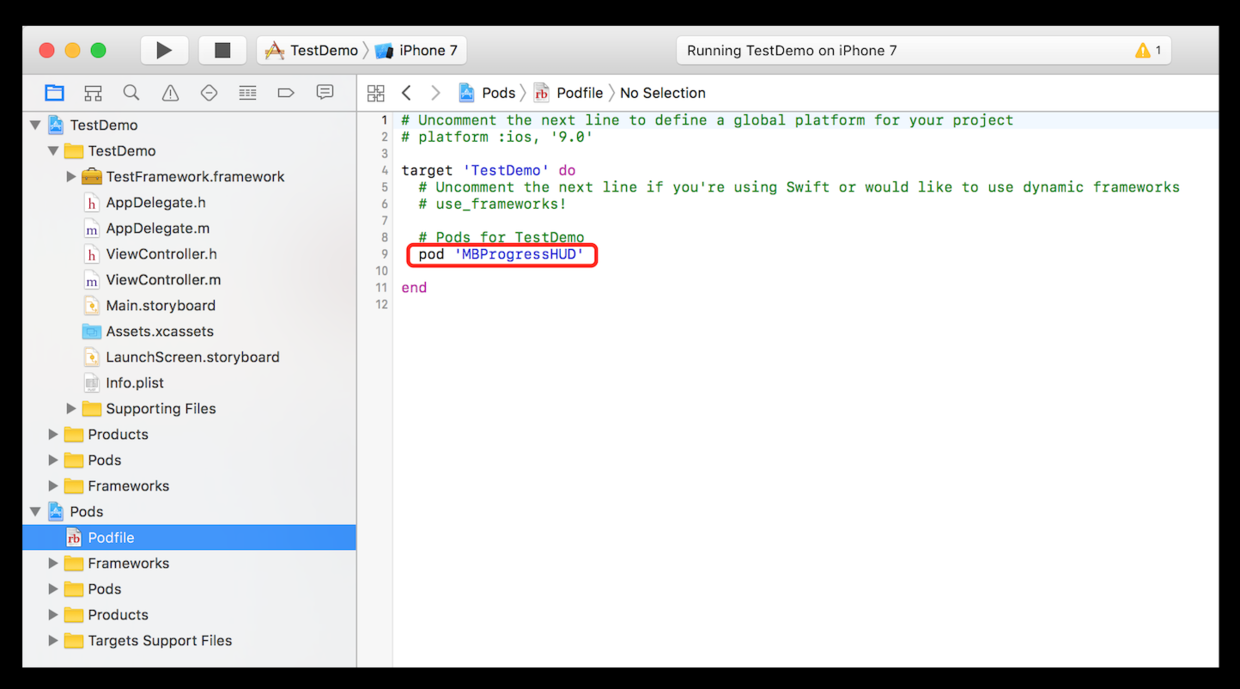 TestDemo iPhone 7
Running TestDemo on iPhone 7
1
Pods Podfile No Selection
TestDemo
TestDemo
TestFramework.framework
h AppDelegate.h
m AppDelegate.m
h ViewController.h
m ViewController.m
Main.storyboard
Assets.xcassets
LaunchScreen.storyboard
Info.plist
Supporting Files
Products
Pods
Frameworks
Pods
rb Podfile
Frameworks
Pods
Products
Targets Support Files
1 # Uncomment the next line to define a global platform for your project
2 # platform :ios, '9.0'
3
4 target 'TestDemo' do
5 # Uncomment the next line if you're using Swift or would like to use dynamic frameworks
6 # use_frameworks!
7
8 # Pods for TestDemo
9 pod 'MBProgressHUD'
10
11 end
12